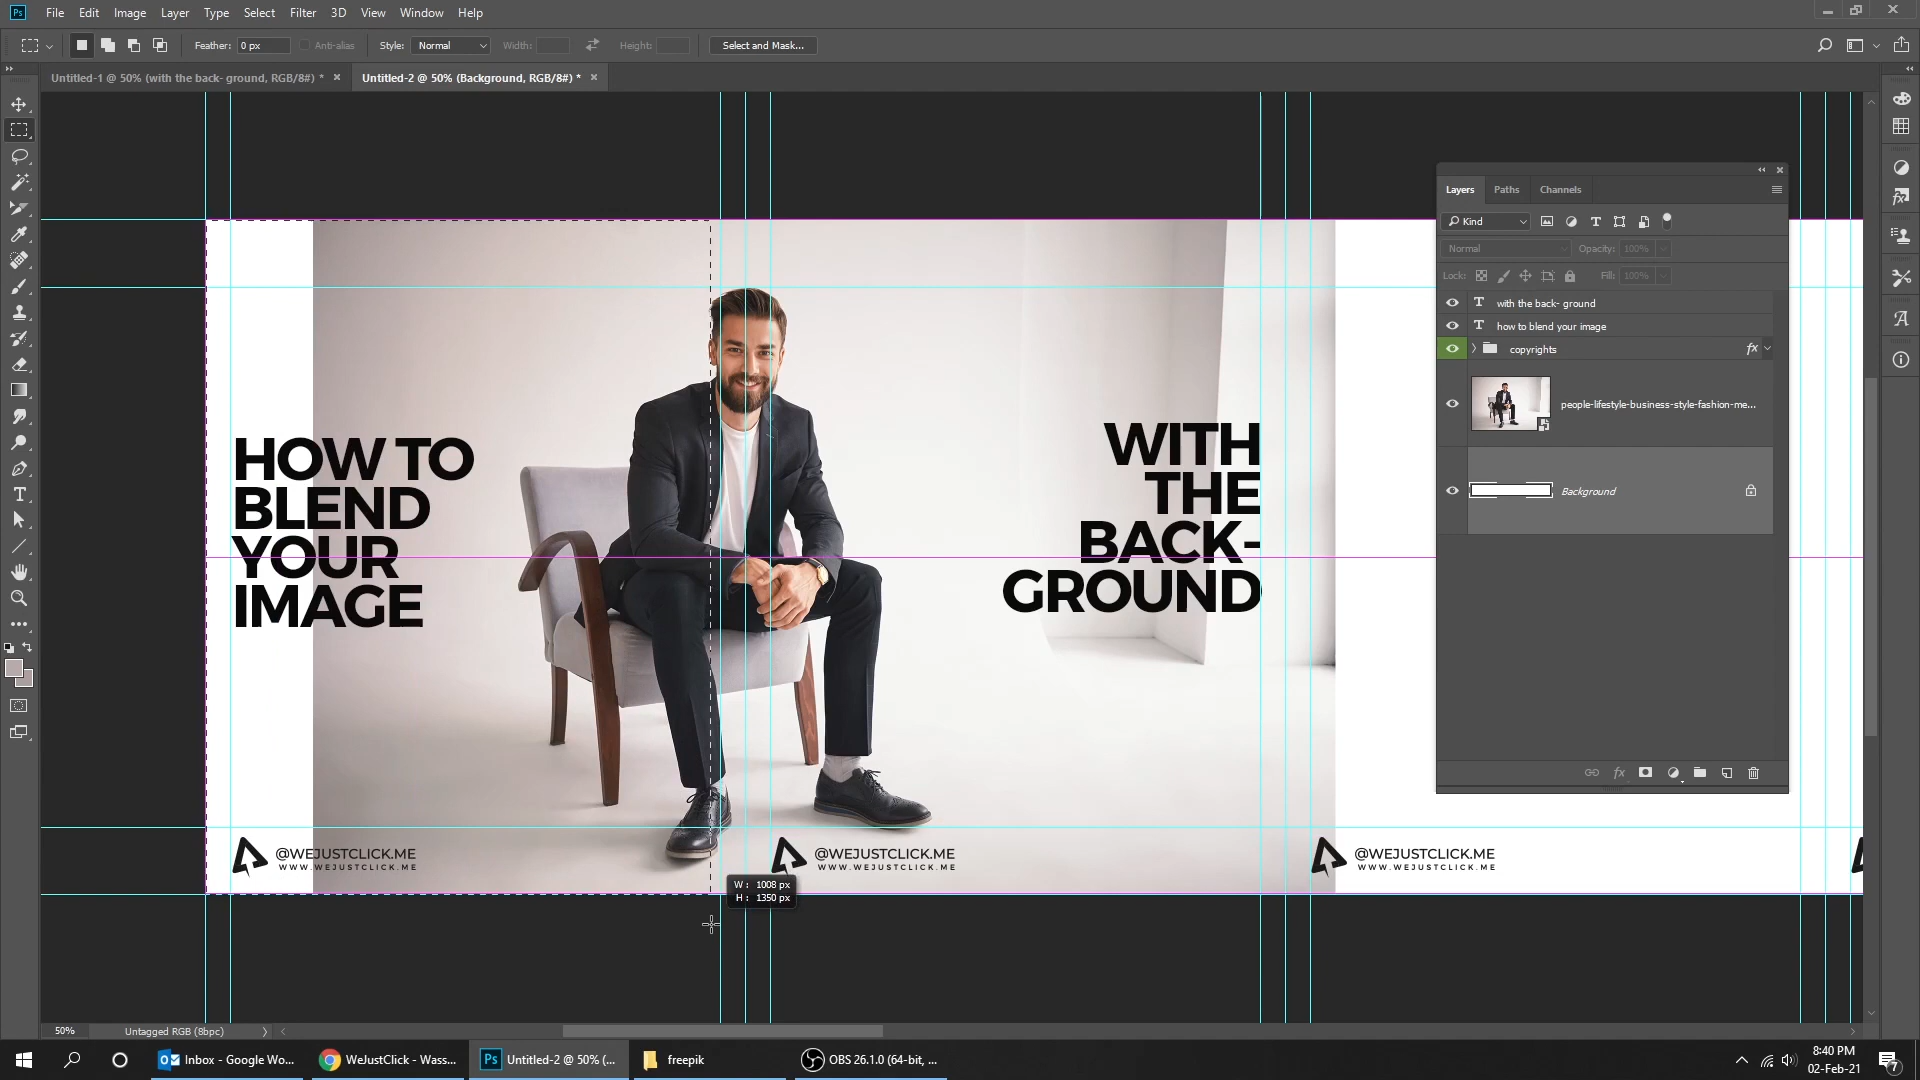 Ps File Edit Image Layer Type Select Filter 3D View Window Help
Feather: 0 px Anti-alias Style: Normal Width: Height: Select and Mask...
Untitled-1 @ 50% (with the back- ground, RGB/8#) * Untitled-2 @ 50% (Background, RGB/8#) *
Layers Paths Channels
Kind
Normal Opacity: 100%
Lock: Fill: 100%
T with the back- ground
T how to blend your image
copyrights fx
people-lifestyle-business-style-fashion-me...
Background
fx
HOW TO
BLEND
YOUR
IMAGE
WITH
THE
BACK-
GROUND
@WEJUSTCLICK.ME
WWW.WEJUSTCLICK.ME
@WEJUSTCLICK.ME
WWW.WEJUSTCLICK.ME
@WEJUSTCLICK.ME
WWW.WEJUSTCLICK.ME
W: 1008 px
H: 1350 px
50% Untagged RGB (8bpc)
Inbox - Google Wo... WeJustClick - Wass... Ps Untitled-2 @ 50% (... freepik OBS 26.1.0 (64-bit, ...
8:40 PM
02-Feb-21
7